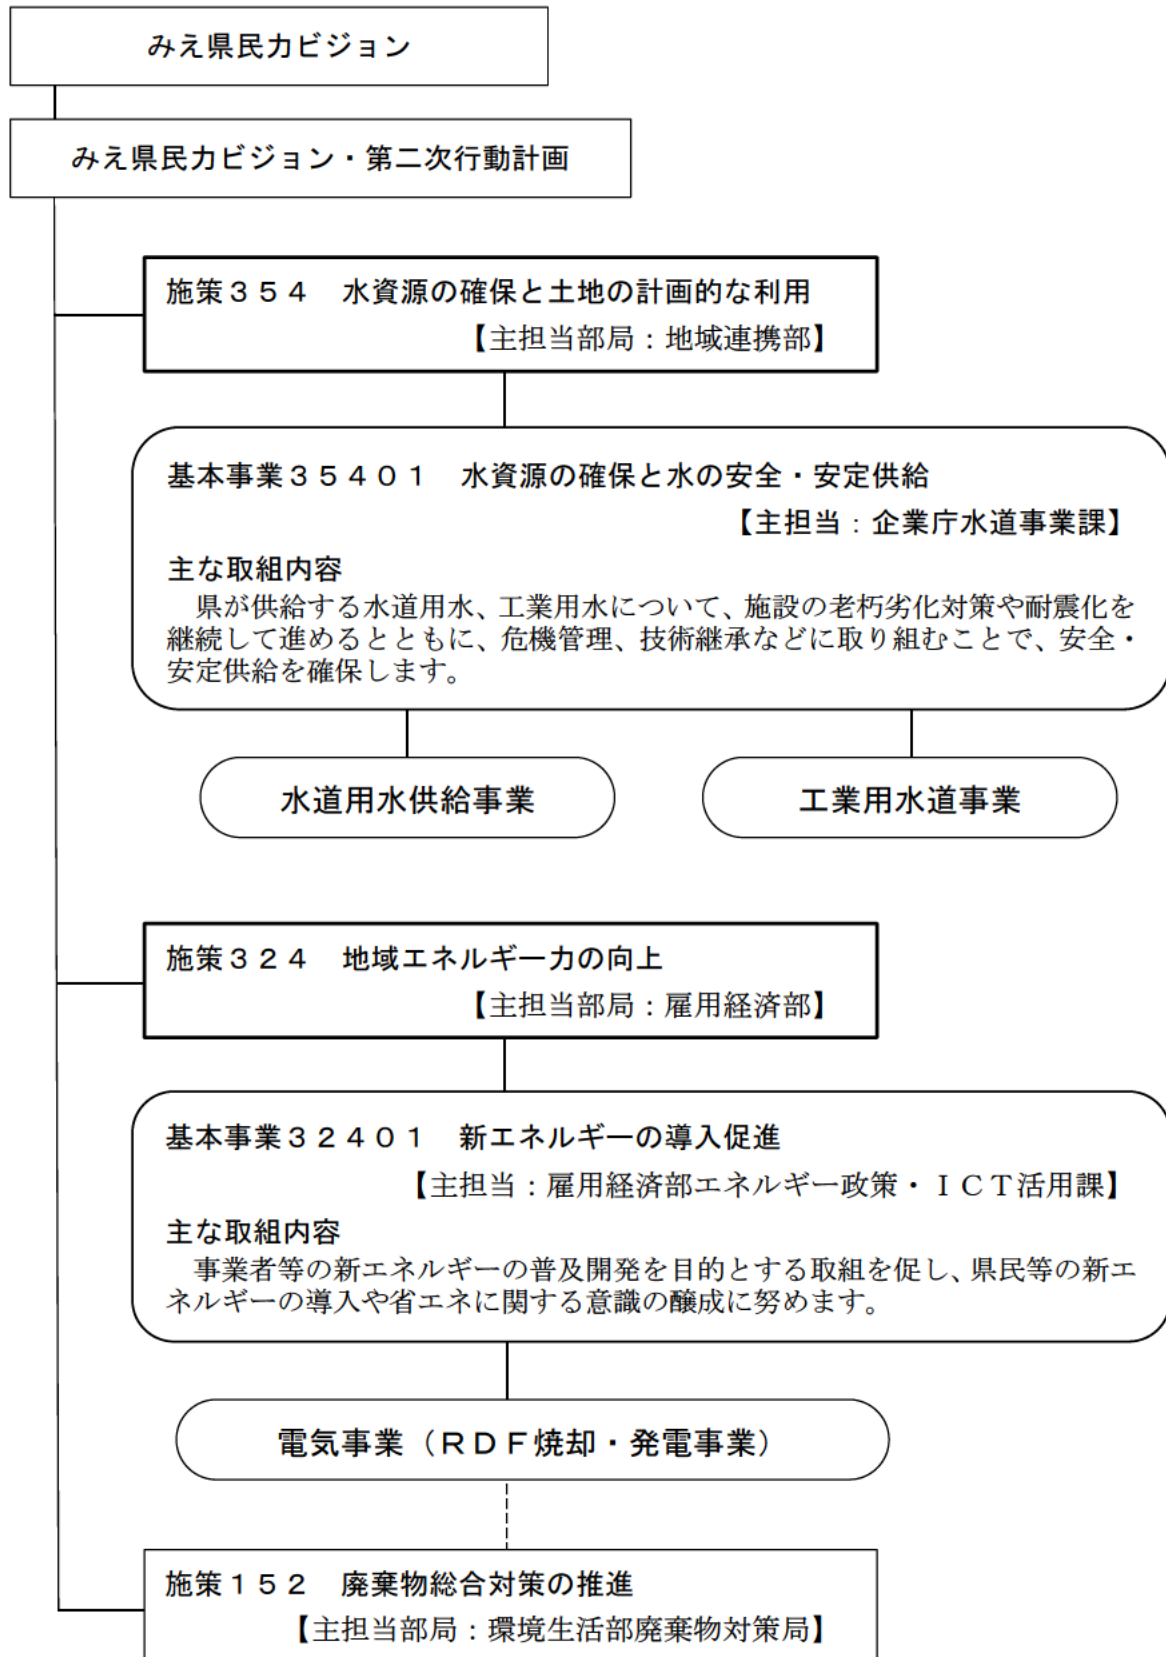 みえ県民力ビジョン
みえ県民力ビジョン・第二次行動計画
施策354　水資源の確保と土地の計画的な利用
【主担当部局：地域連携部】
基本事業35401　水資源の確保と水の安全・安定供給
【主担当：企業庁水道事業課】
主な取組内容
　県が供給する水道用水、工業用水について、施設の老朽劣化対策や耐震化を
継続して進めるとともに、危機管理、技術継承などに取り組むことで、安全・
安定供給を確保します。
水道用水供給事業
工業用水道事業
施策324　地域エネルギー力の向上
【主担当部局：雇用経済部】
基本事業32401　新エネルギーの導入促進
【主担当：雇用経済部エネルギー政策・ＩＣＴ活用課】
主な取組内容
　事業者等の新エネルギーの普及開発を目的とする取組を促し、県民等の新エ
ネルギーの導入や省エネに関する意識の醸成に努めます。
電気事業（ＲＤＦ焼却・発電事業）
施策152　廃棄物総合対策の推進
【主担当部局：環境生活部廃棄物対策局】